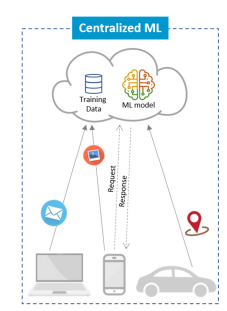 Centralized ML
Training
Data
ML model
Request
Response